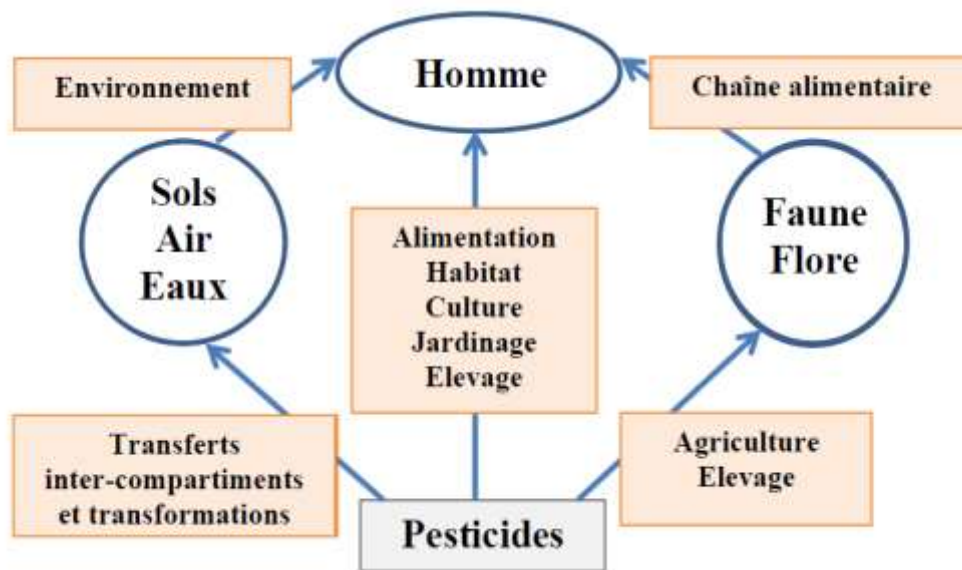 Homme
Environnement
Chaîne alimentaire
Sols
Air
Eaux
Alimentation
Habitat
Culture
Jardinage
Elevage
Faune
Flore
Transferts
inter-compartiments
et transformations
Agriculture
Elevage
Pesticides